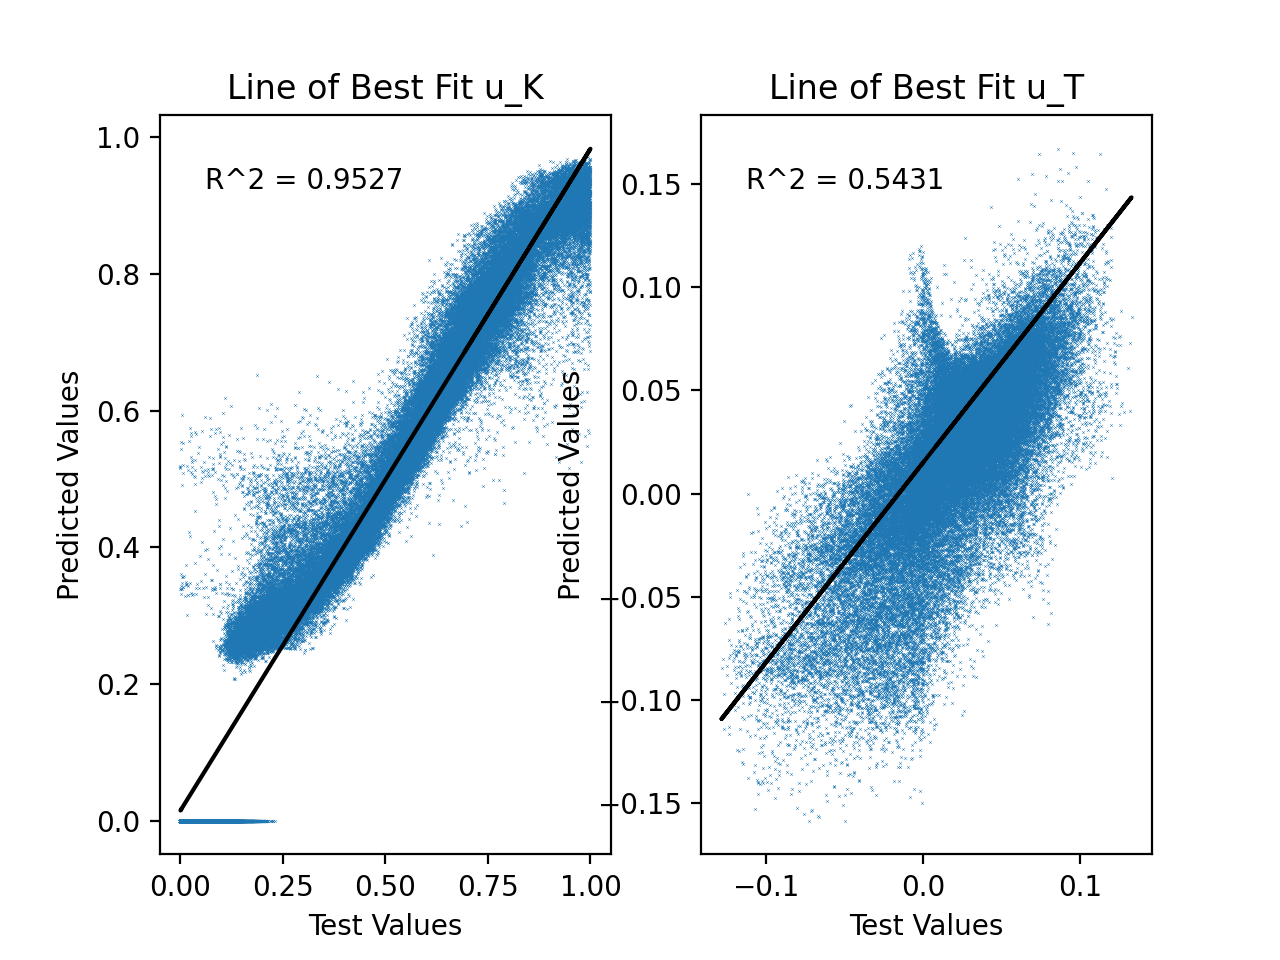 Line of Best Fit u_K
R^2 = 0.9527
Predicted Values
1.0
0.8
0.6
0.4
0.2
0.0
0.00 0.25 0.50 0.75 1.00
Test Values
Line of Best Fit u_T
R^2 = 0.5431
Predicted Values
0.15
0.10
0.05
0.00
−0.05
−0.10
−0.15
−0.1 0.0 0.1
Test Values